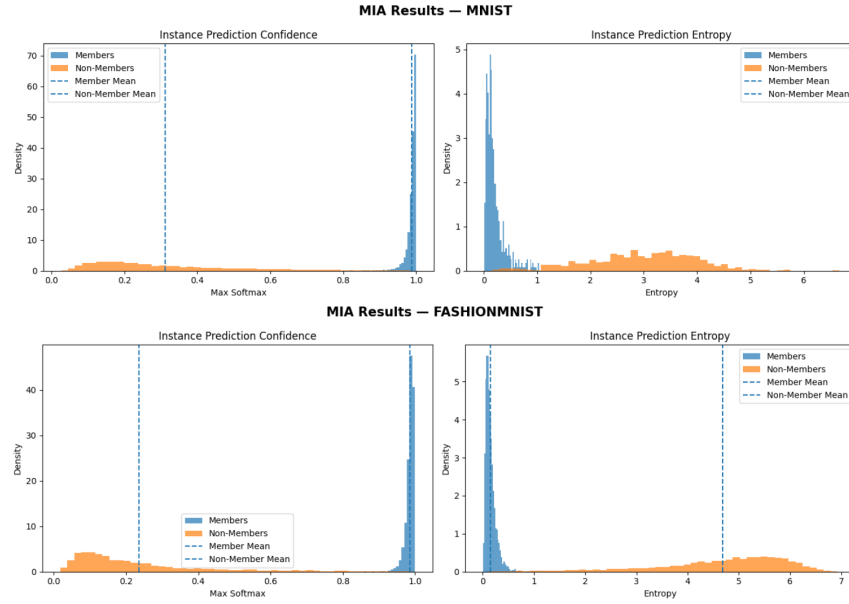 MIA Results — MNIST
Instance Prediction Confidence
Members
Non-Members
Member Mean
Non-Member Mean
70
60
50
40
30
20
10
0
Density
0.0 0.2 0.4 0.6 0.8 1.0
Max Softmax
Instance Prediction Entropy
Members
Non-Members
Member Mean
Non-Member Mean
5
4
3
2
1
0
Density
0 1 2 3 4 5 6
Entropy
MIA Results — FASHIONMNIST
Instance Prediction Confidence
40
30
20
10
0
Density
Members
Non-Members
Member Mean
Non-Member Mean
0.0 0.2 0.4 0.6 0.8 1.0
Max Softmax
Instance Prediction Entropy
Members
Non-Members
Member Mean
Non-Member Mean
5
4
3
2
1
0
Density
0 1 2 3 4 5 6 7
Entropy